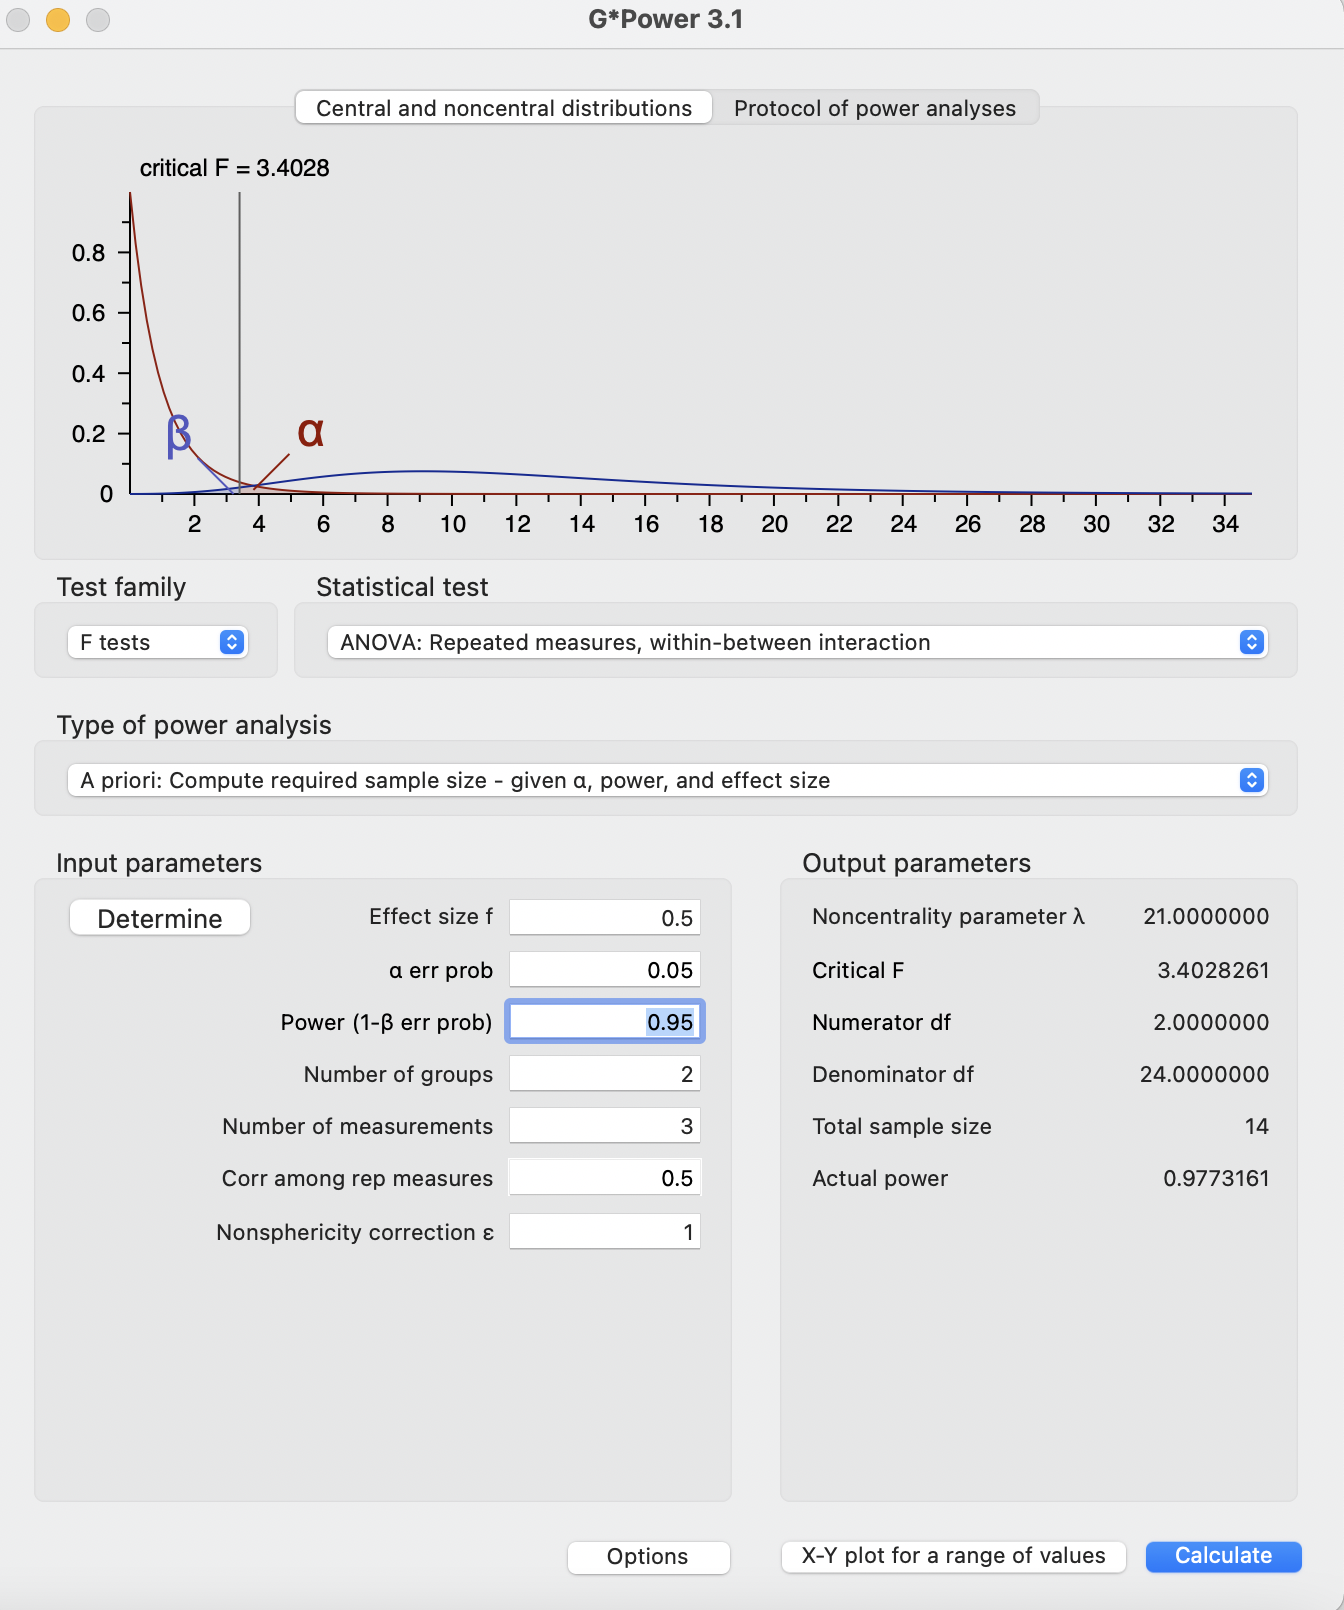 G*Power 3.1
Central and noncentral distributions
Protocol of power analyses
critical F = 3.4028
0.8
0.6
0.4
0.2
0
β
α
2 4 6 8 10 12 14 16 18 20 22 24 26 28 30 32 34
Test family
Statistical test
F tests
ANOVA: Repeated measures, within-between interaction
Type of power analysis
A priori: Compute required sample size - given α, power, and effect size
Input parameters
Determine
Effect size f 0.5
α err prob 0.05
Power (1-β err prob) 0.95
Number of groups 2
Number of measurements 3
Corr among rep measures 0.5
Nonsphericity correction ε 1
Output parameters
Noncentrality parameter λ 21.0000000
Critical F 3.4028261
Numerator df 2.0000000
Denominator df 24.0000000
Total sample size 14
Actual power 0.9773161
Options
X-Y plot for a range of values
Calculate